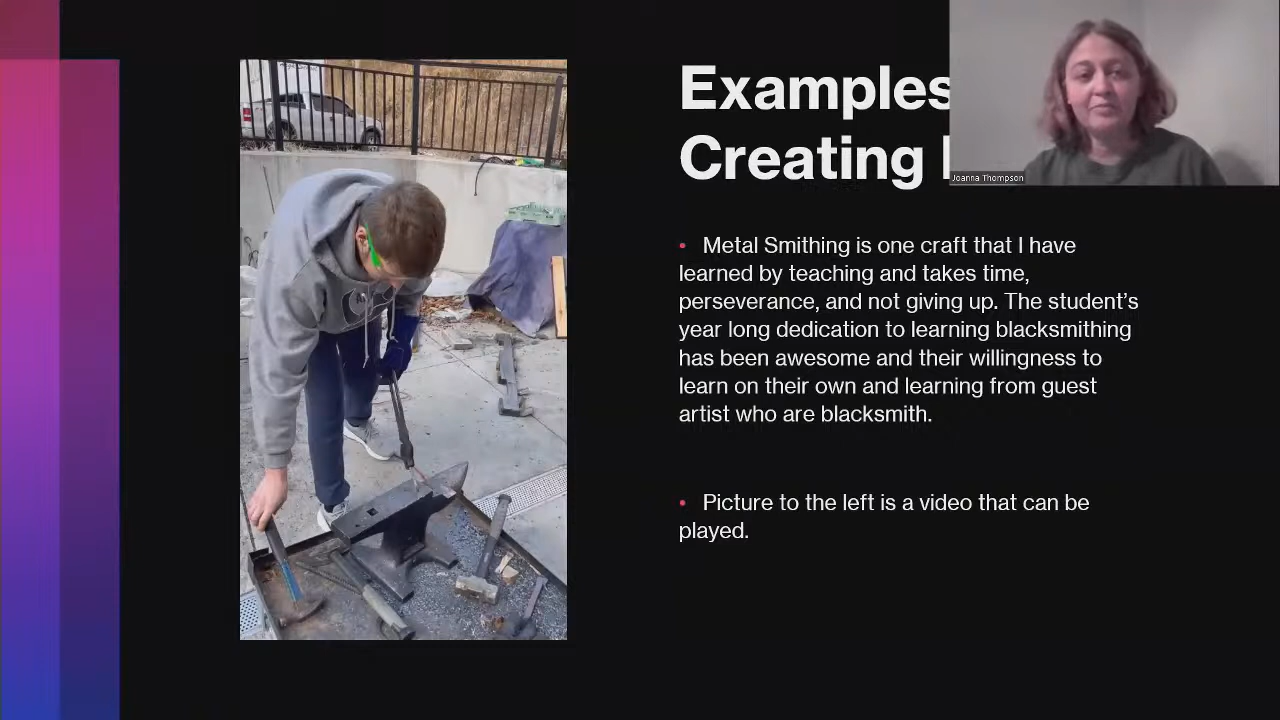 Examples
Creating
Joanna Thompson
• Metal Smithing is one craft that I have
learned by teaching and takes time,
perseverance, and not giving up. The student’s
year long dedication to learning blacksmithing
has been awesome and their willingness to
learn on their own and learning from guest
artist who are blacksmith.
• Picture to the left is a video that can be
played.